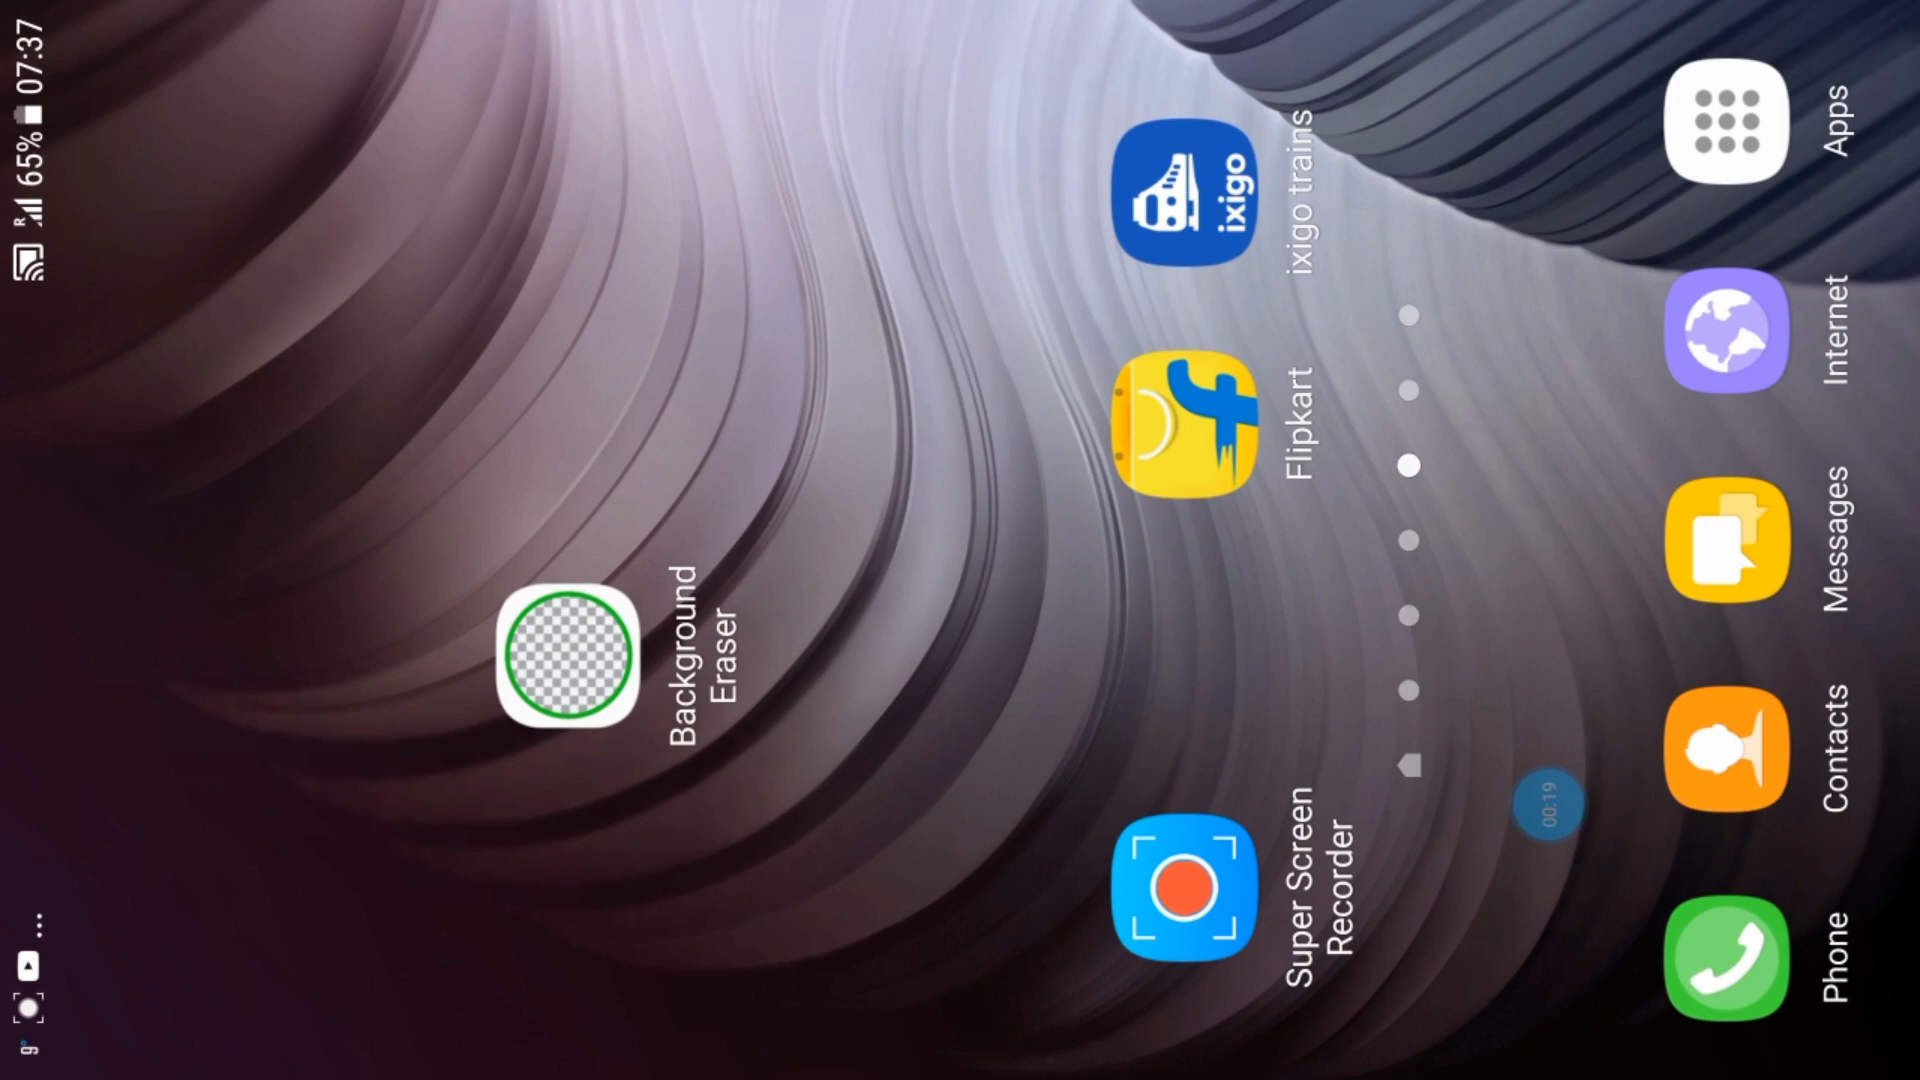 9°
R
65%
07:37
Background
Eraser
Super Screen
Recorder
Flipkart
ixigo
ixigo trains
00:19
Phone
Contacts
Messages
Internet
Apps